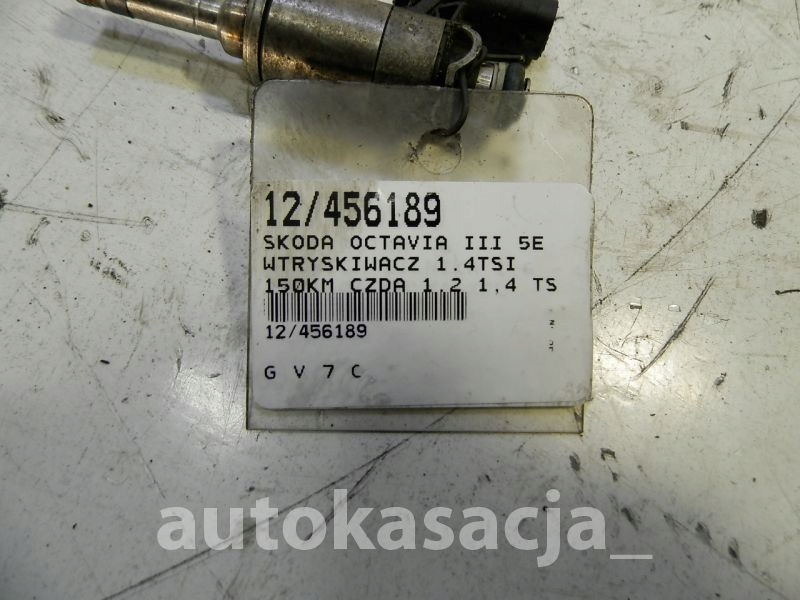 12/456189
SKODA OCTAVIA III 5E
WTRYSKIWACZ 1.4TSI
150KM CZDA 1.2 1.4 TS
12/456189
G V 7 C
autokasacja_